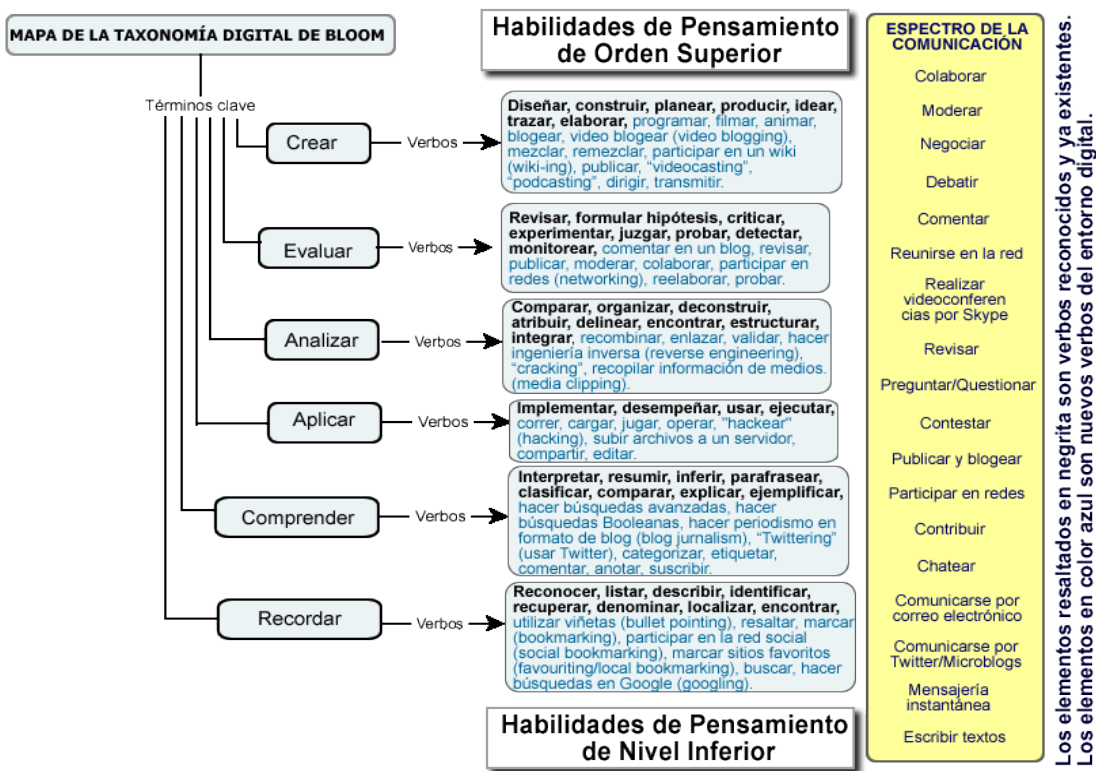 MAPA DE LA TAXONOMÍA DIGITAL DE BLOOM
Términos clave
Habilidades de Pensamiento
de Orden Superior
Crear
Verbos
Diseñar, construir, planear, producir, idear,
trazar, elaborar, programar, filmar, animar,
blogear, video blogear (video blogging),
mezclar, remezclar, participar en un wiki
(wiki-ing), publicar, “videocasting”,
“podcasting”, dirigir, transmitir.
Evaluar
Verbos
Revisar, formular hipótesis, criticar,
experimentar, juzgar, probar, detectar,
monitorear, comentar en un blog, revisar,
publicar, moderar, colaborar, participar en
redes (networking), reelaborar, probar.
Analizar
Verbos
Comparar, organizar, deconstruir,
atribuir, delinear, encontrar, estructurar,
integrar, recombinar, enlazar, validar, hacer
ingeniería inversa (reverse engineering),
“cracking”, recopilar información de medios.
(media clipping).
Aplicar
Verbos
Implementar, desempeñar, usar, ejecutar,
correr, cargar, jugar, operar, "hackear"
(hacking), subir archivos a un servidor,
compartir, editar.
Comprender
Verbos
Interpretar, resumir, inferir, parafrasear,
clasificar, comparar, explicar, ejemplificar,
hacer búsquedas avanzadas, hacer
búsquedas Booleanas, hacer periodismo en
formato de blog (blog jurnalism), “Twittering”
(usar Twitter), categorizar, etiquetar,
comentar, anotar, suscribir.
Recordar
Verbos
Reconocer, listar, describir, identificar,
recuperar, denominar, localizar, encontrar,
utilizar viñetas (bullet pointing), resaltar, marcar
(bookmarking), participar en la red social
(social bookmarking), marcar sitios favoritos
(favouriting/local bookmarking), buscar, hacer
búsquedas en Google (googling).
Habilidades de Pensamiento
de Nivel Inferior
ESPECTRO DE LA
COMUNICACIÓN
Colaborar
Moderar
Negociar
Debatir
Comentar
Reunirse en la red
Realizar
videoconferen
cias por Skype
Revisar
Preguntar/Questionar
Contestar
Publicar y blogear
Participar en redes
Contribuir
Chatear
Comunicarse por
correo electrónico
Comunicarse por
Twitter/Microblogs
Mensajería
instantánea
Escribir textos
Los elementos resaltados en negrita son verbos reconocidos y ya existentes.
Los elementos en color azul son nuevos verbos del entorno digital.